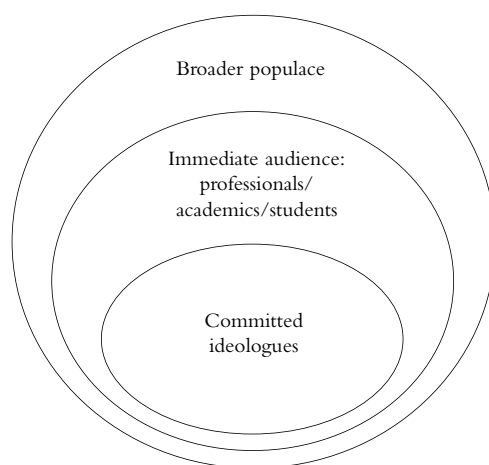 Broader populace
Immediate audience:
professionals/
academics/students
Committed
ideologues